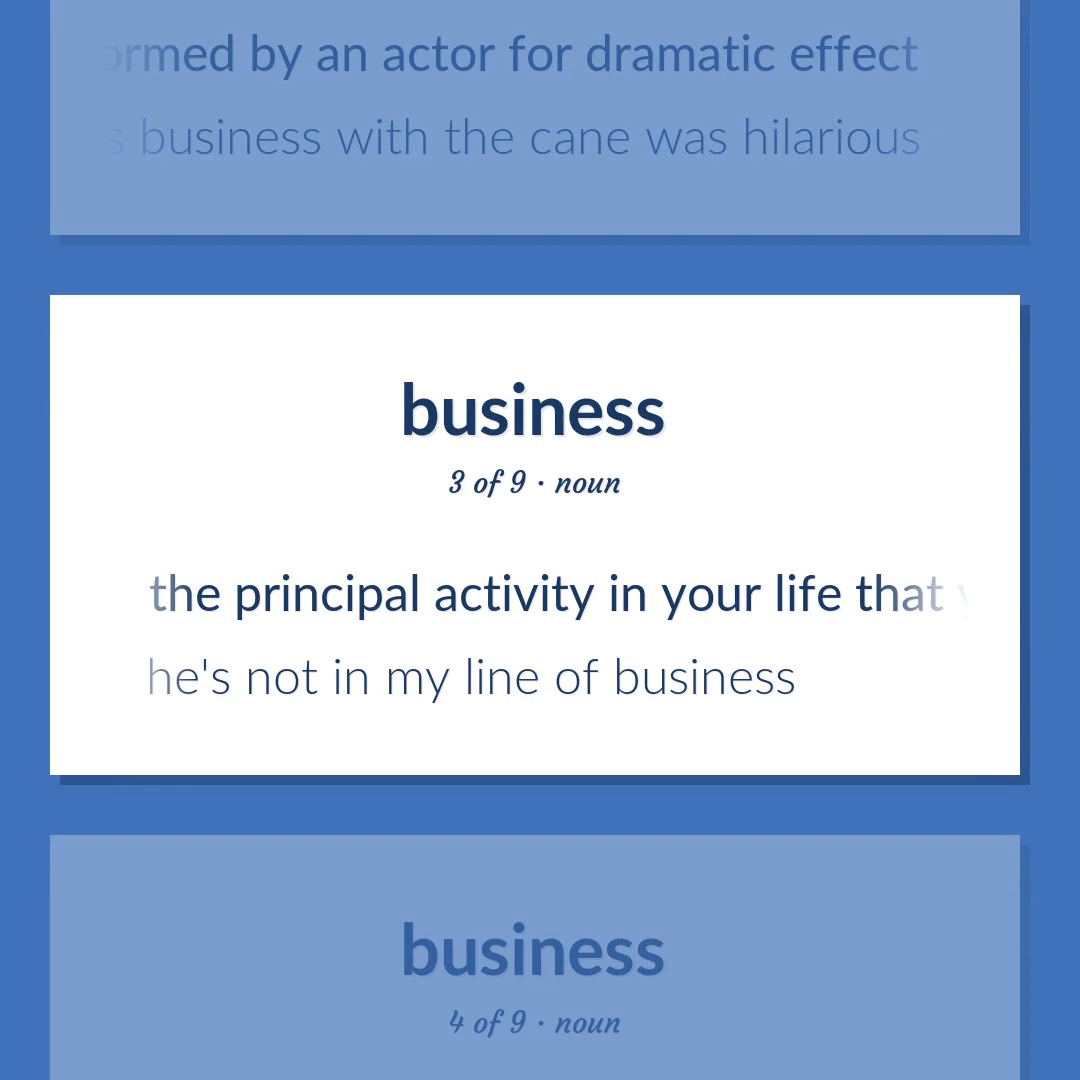 by an actor for dramatic effect
business with the cane was hilarious
business
3 of 9 · noun
the principal activity in your life that
he's not in my line of business
business
4 of 9 · noun